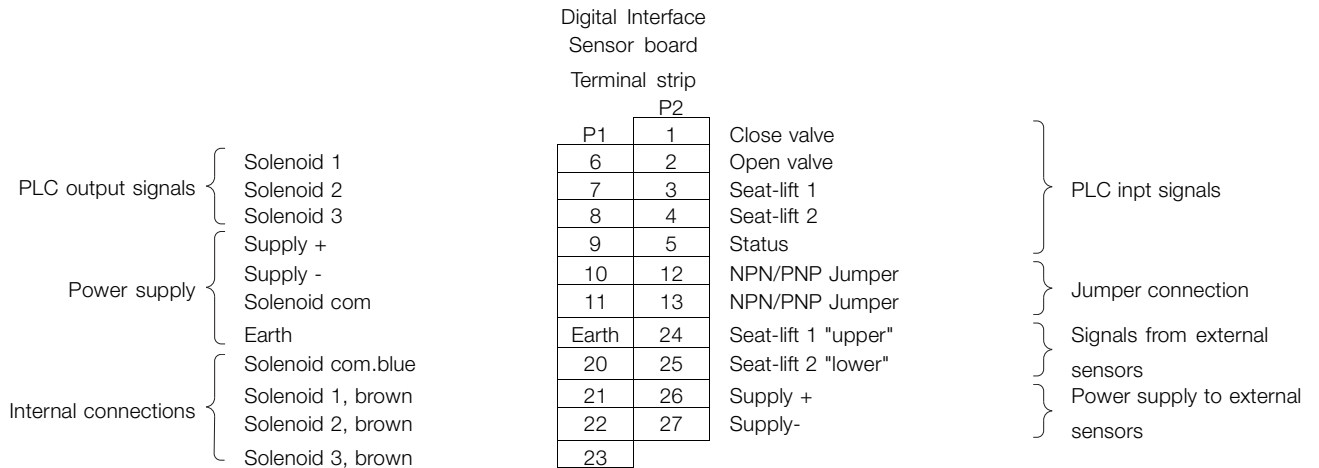 Digital Interface
Sensor board
Terminal strip
P2
P1 1 Close valve
Solenoid 1 6 2 Open valve
PLC output signals Solenoid 2 7 3 Seat-lift 1 PLC inpt signals
Solenoid 3 8 4 Seat-lift 2
Supply + 9 5 Status
Supply - 10 12 NPN/PNP Jumper
Power supply Solenoid com 11 13 NPN/PNP Jumper Jumper connection
Earth Earth 24 Seat-lift 1 "upper" Signals from external
Solenoid com.blue 20 25 Seat-lift 2 "lower" sensors
Solenoid 1, brown 21 26 Supply + Power supply to external
Internal connections Solenoid 2, brown 22 27 Supply- sensors
Solenoid 3, brown 23